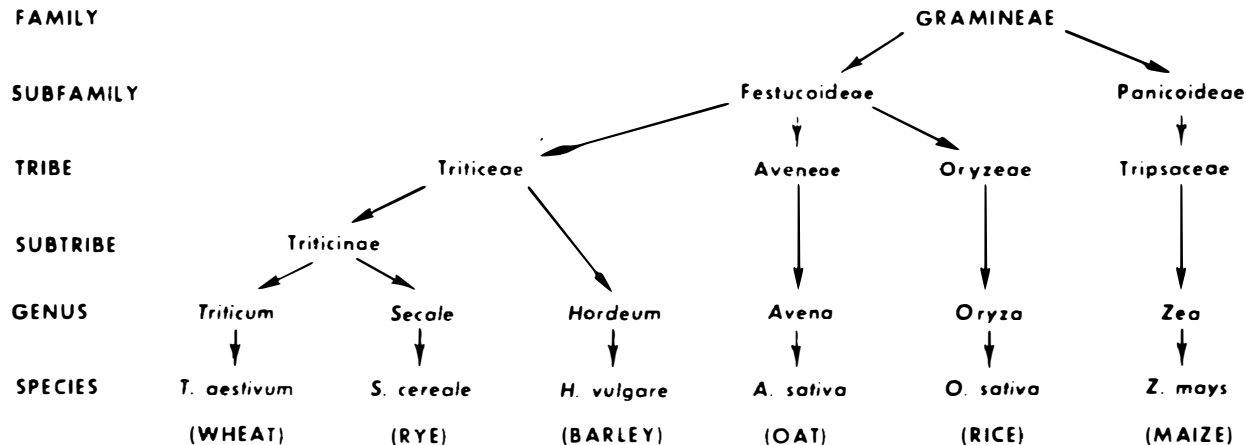 FAMILY GRAMINEAE
SUBFAMILY Festucoideae Panicoideae
TRIBE Triticeae Aveneae Oryzeae Tripsaceae
SUBTRIBE Triticinae
GENUS Triticum Secale Hordeum Avena Oryza Zea
SPECIES T. aestivum S. cereale H. vulgare A. sativa O. sativa Z. mays
(WHEAT) (RYE) (BARLEY) (OAT) (RICE) (MAIZE)